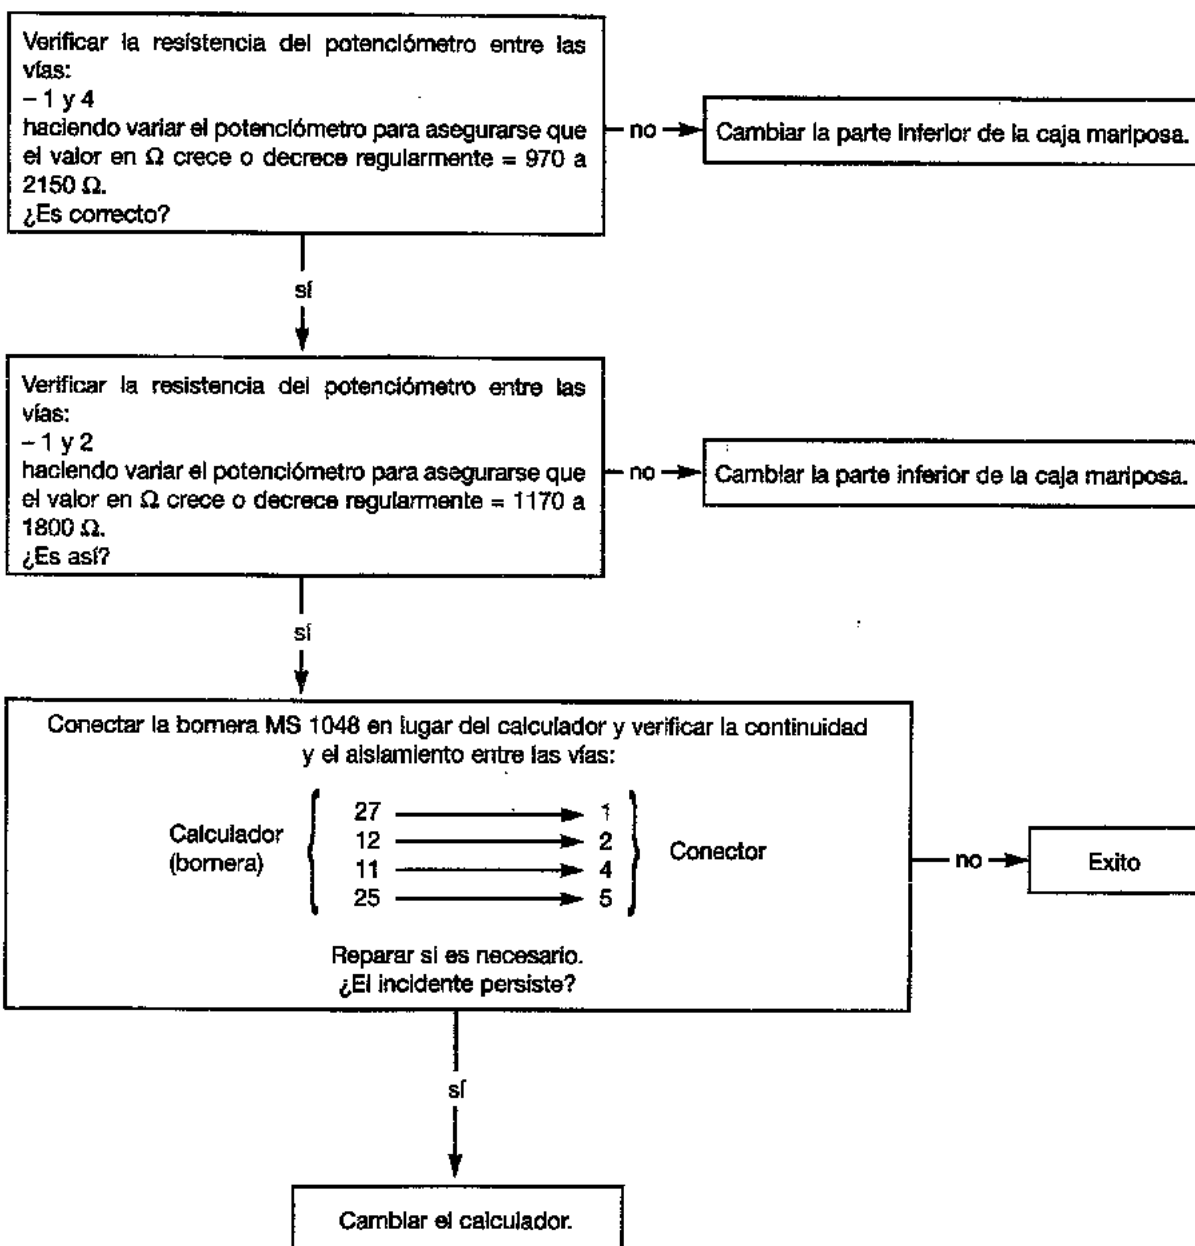 Verificar la resistencia del potenciómetro entre las
vías:
– 1 y 4
haciendo variar el potenciómetro para asegurarse que
el valor en Ω crece o decrece regularmente = 970 a
2150 Ω.
¿Es correcto?
no
Cambiar la parte inferior de la caja mariposa.
sí
Verificar la resistencia del potenciómetro entre las
vías:
– 1 y 2
haciendo variar el potenciómetro para asegurarse que
el valor en Ω crece o decrece regularmente = 1170 a
1800 Ω.
¿Es así?
no
Cambiar la parte inferior de la caja mariposa.
sí
Conectar la bornera MS 1048 en lugar del calculador y verificar la continuidad
y el aislamiento entre las vías:
Calculador
(bornera)
27 1
12 2
11 4
25 5
Conector
Reparar si es necesario.
¿El incidente persiste?
no
Exito
sí
Cambiar el calculador.